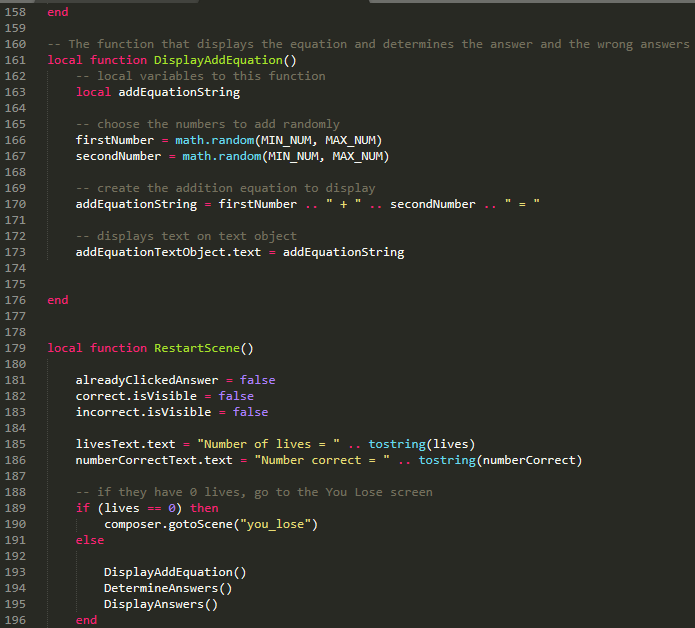 158 end
159
160 -- The function that displays the equation and determines the answer and the wrong answers
161 local function DisplayAddEquation()
162     -- local variables to this function
163     local addEquationString
164
165     -- choose the numbers to add randomly
166     firstNumber = math.random(MIN_NUM, MAX_NUM)
167     secondNumber = math.random(MIN_NUM, MAX_NUM)
168
169     -- create the addition equation to display
170     addEquationString = firstNumber .. " + " .. secondNumber .. " = "
171
172     -- displays text on text object
173     addEquationTextObject.text = addEquationString
174
175
176 end
177
178
179 local function RestartScene()
180
181     alreadyClickedAnswer = false
182     correct.isVisible = false
183     incorrect.isVisible = false
184
185     livesText.text = "Number of lives = " .. tostring(lives)
186     numberCorrectText.text = "Number correct = " .. tostring(numberCorrect)
187
188     -- if they have 0 lives, go to the You Lose screen
189     if (lives == 0) then
190         composer.gotoScene("you_lose")
191     else
192
193         DisplayAddEquation()
194         DetermineAnswers()
195         DisplayAnswers()
196     end